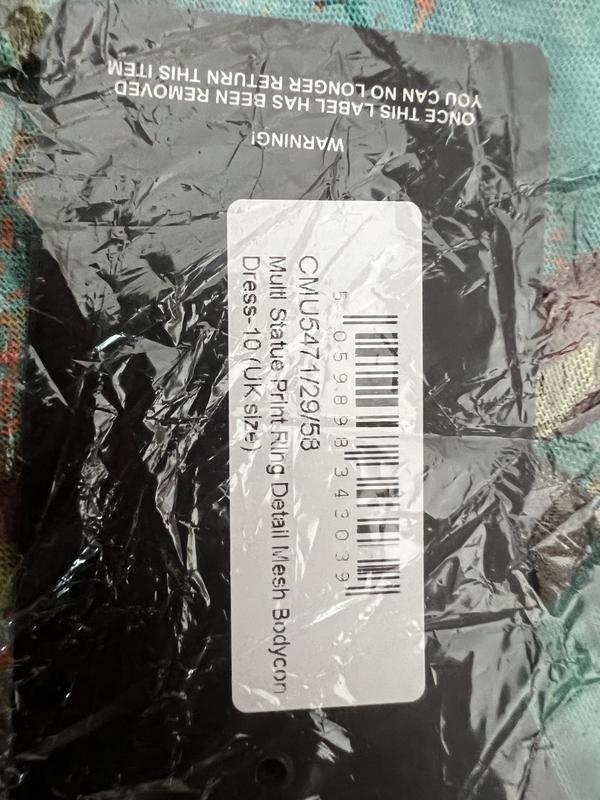 WARNING!
ONCE THIS LABEL HAS BEEN REMOVED
YOU CAN NO LONGER RETURN THIS ITEM
5 059898 343039
CMU5471/29/58
Multi Statue Print Ring Detail Mesh Bodycon
Dress- 10 (UK size)